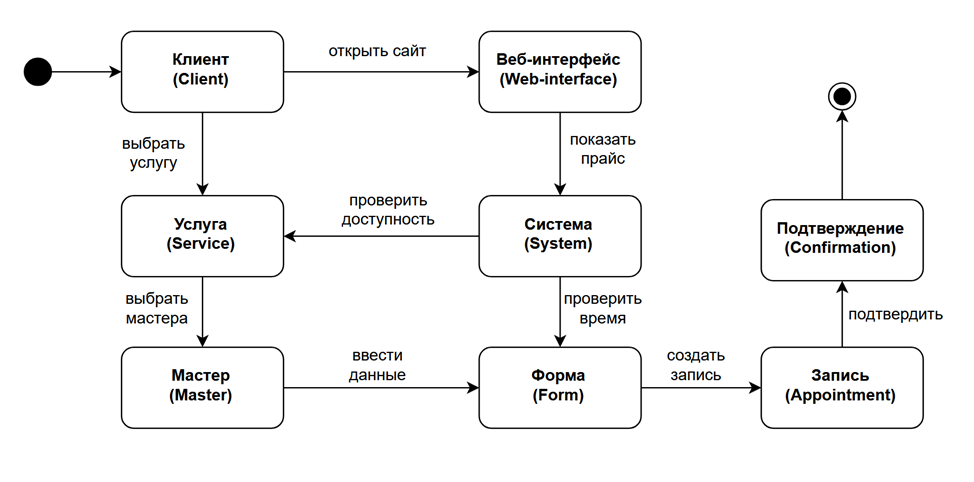 Клиент
(Client)
открыть сайт
Веб-интерфейс
(Web-interface)
выбрать
услугу
показать
прайс
Услуга
(Service)
проверить
доступность
Система
(System)
Подтверждение
(Confirmation)
выбрать
мастера
проверить
время
подтвердить
Мастер
(Master)
ввести
данные
Форма
(Form)
создать
запись
Запись
(Appointment)